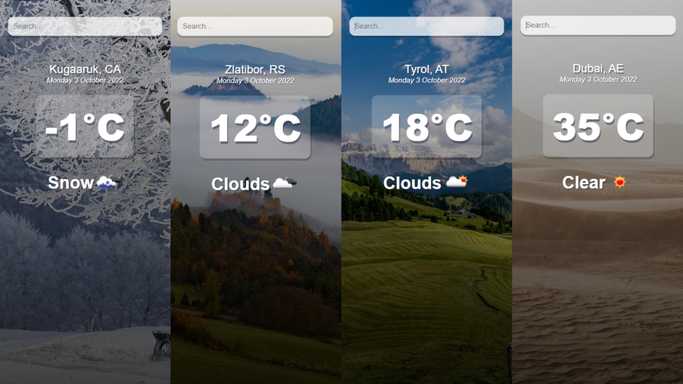 Search...
Kugaaruk, CA
Monday 3 October 2022
-1°C
Snow
Search...
Zlatibor, RS
Monday 3 October 2022
12°C
Clouds
Search...
Tyrol, AT
Monday 3 October 2022
18°C
Clouds
Search...
Dubai, AE
Monday 3 October 2022
35°C
Clear